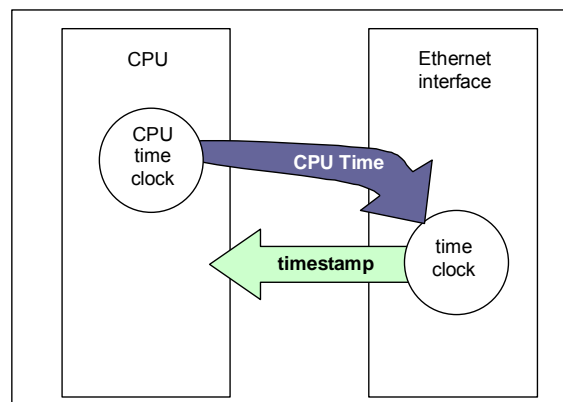 CPU
Ethernet
interface
CPU
time
clock
CPU Time
timestamp
time
clock